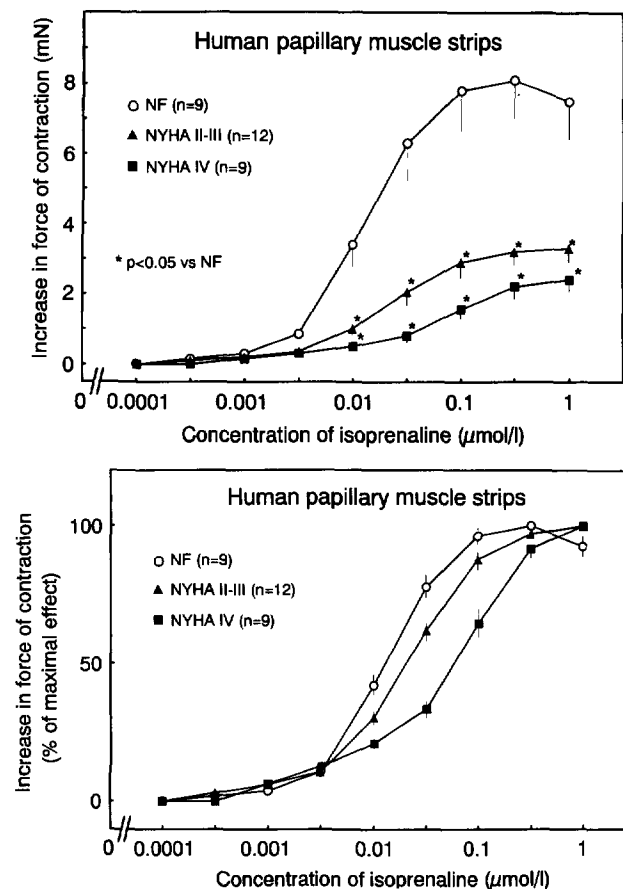 Human papillary muscle strips
Increase in force of contraction (mN)
8
6
4
2
0
NF (n=9)
NYHA II-III (n=12)
NYHA IV (n=9)
* p<0.05 vs NF
* * * * *
* * * * *
0 0.0001 0.001 0.01 0.1 1
Concentration of isoprenaline (μmol/l)
Human papillary muscle strips
Increase in force of contraction
(% of maximal effect)
100
50
0
NF (n=9)
NYHA II-III (n=12)
NYHA IV (n=9)
0 0.0001 0.001 0.01 0.1 1
Concentration of isoprenaline (μmol/l)